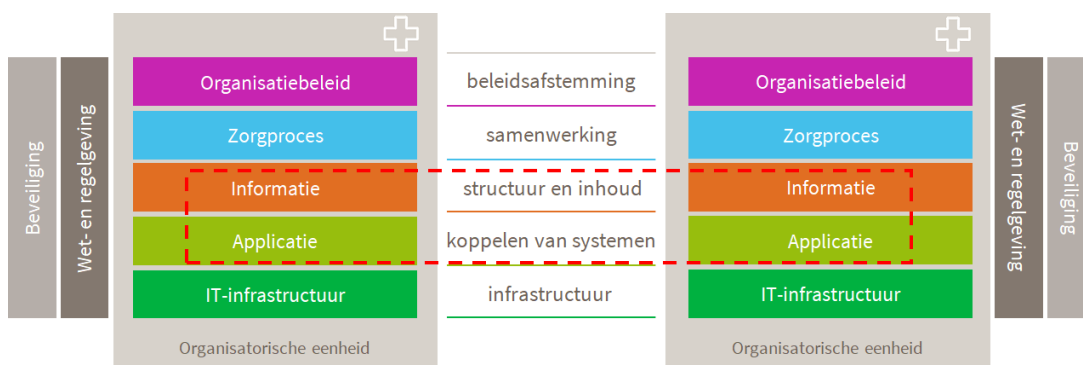 Organisatiebeleid beleidsafstemming Organisatiebeleid
Zorgproces samenwerking Zorgproces
Informatie structuur en inhoud Informatie
Applicatie koppelen van systemen Applicatie
IT-infrastructuur infrastructuur IT-infrastructuur
Organisatorische eenheid Organisatorische eenheid
Beveiliging
Wet- en regelgeving
Wet- en regelgeving
Beveiliging